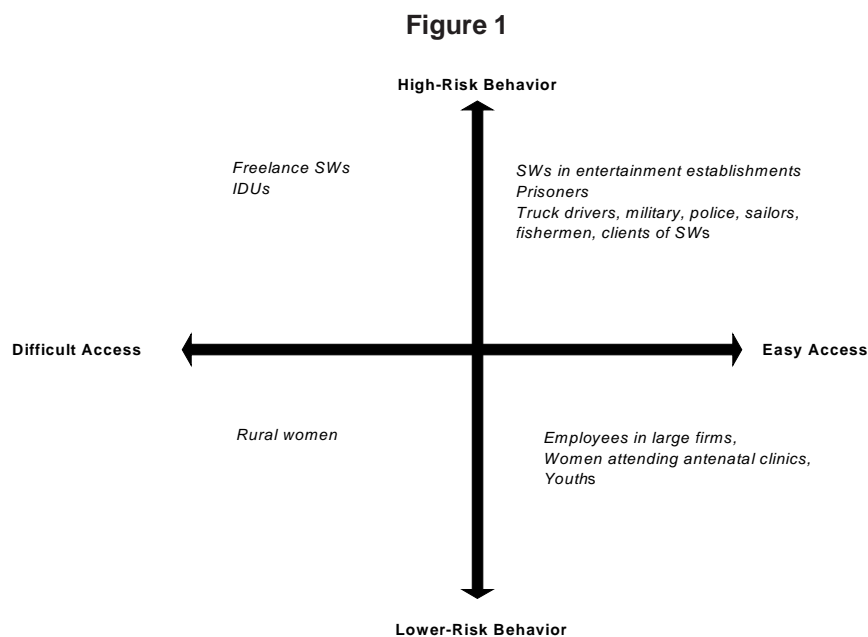 Figure 1
High-Risk Behavior
Freelance SWs
IDUs
SWs in entertainment establishments
Prisoners
Truck drivers, military, police, sailors,
fishermen, clients of SWs
Difficult Access
Easy Access
Rural women
Employees in large firms,
Women attending antenatal clinics,
Youths
Lower-Risk Behavior